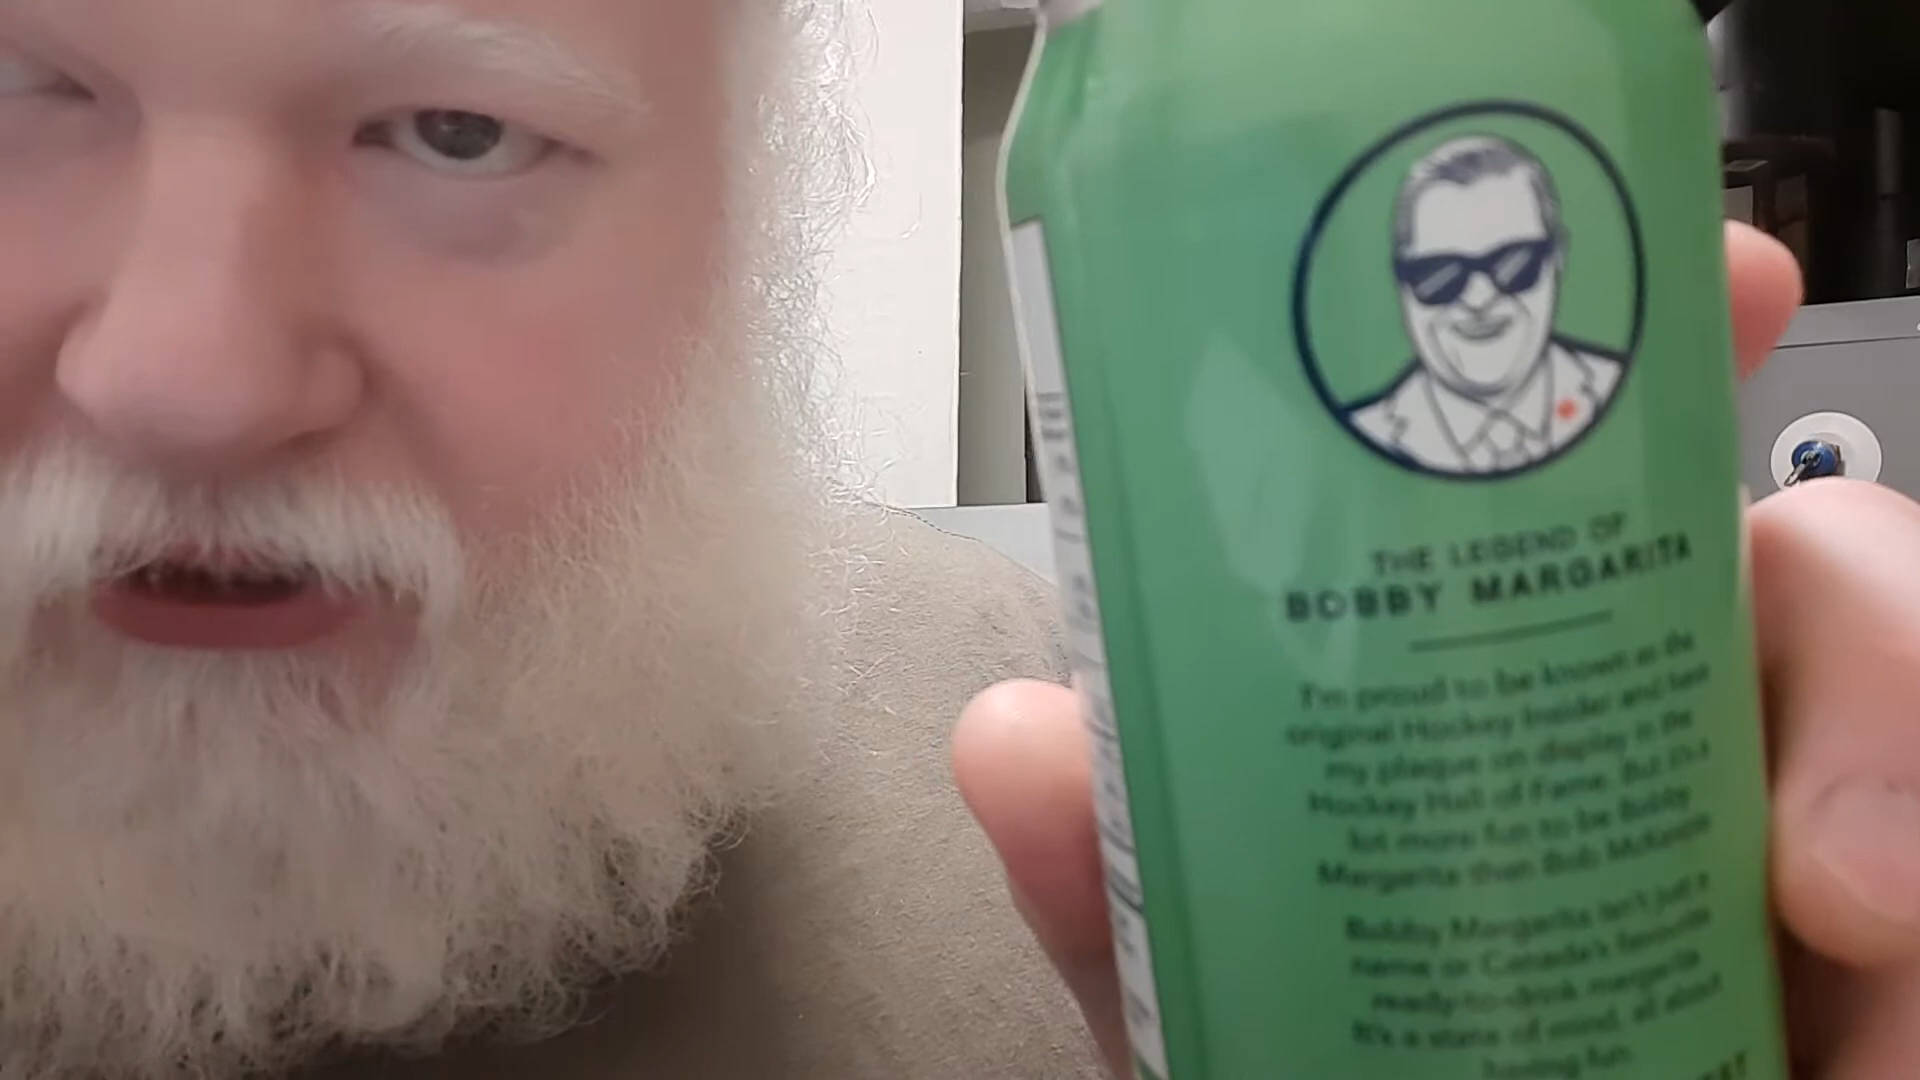 THE LEGEND OF
BOBBY MARGARITA
I'm proud to be known as the
original Hockey Insider and have
my plaque on display in the
Hockey Hall of Fame. But it's a
lot more fun to be Bobby
Margarita than Bob McKenzie
Bobby Margarita isn't just a
name or Canada's favourite
ready-to-drink margarita
It's a state of mind, all about
having fun.